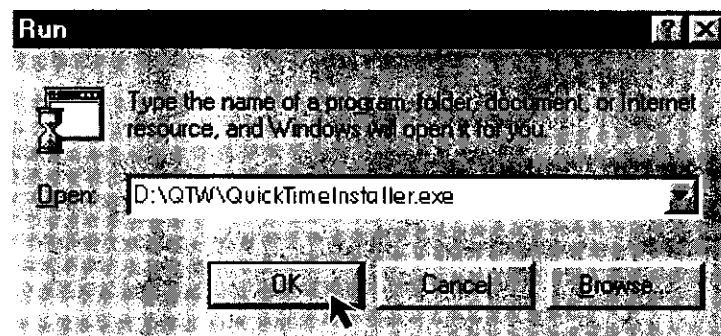 Run
Type the name of a program, folder, document, or Internet
resource, and Windows will open it for you.
Open:
D:\QTW\QuickTimeInstaller.exe
OK
Cancel
Browse...